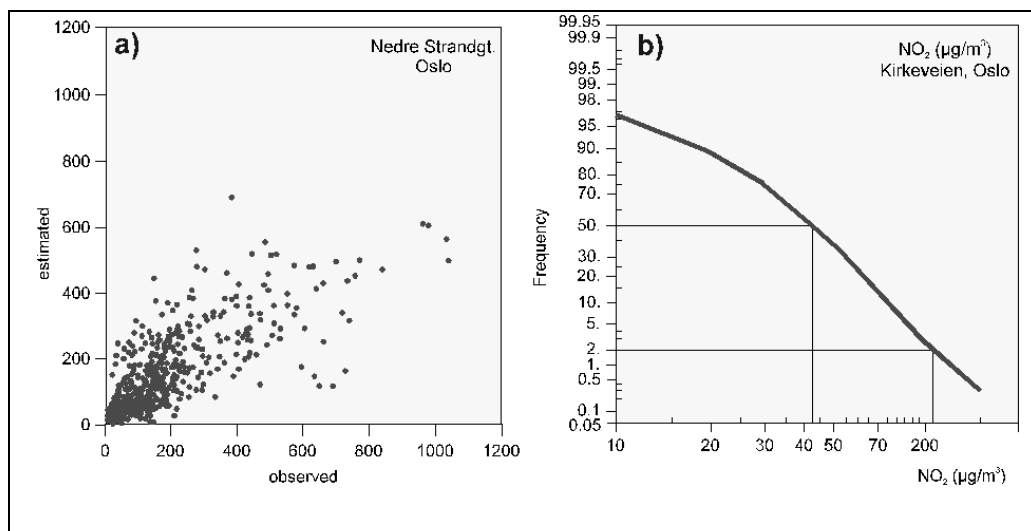 a)
Nedre Strandgt.
Oslo
1200
1000
800
600
400
200
0
estimated
0 200 400 600 800 1000 1200
observed
b)
NO₂ (µg/m³)
Kirkeveien, Oslo
99.95
99.9
99.5
99.
98.
95.
90.
80.
70.
50.
30.
20.
10.
5.
2.
1.
0.5
0.1
0.05
Frequency
10 20 30 40 50 70 200
NO₂ (µg/m³)